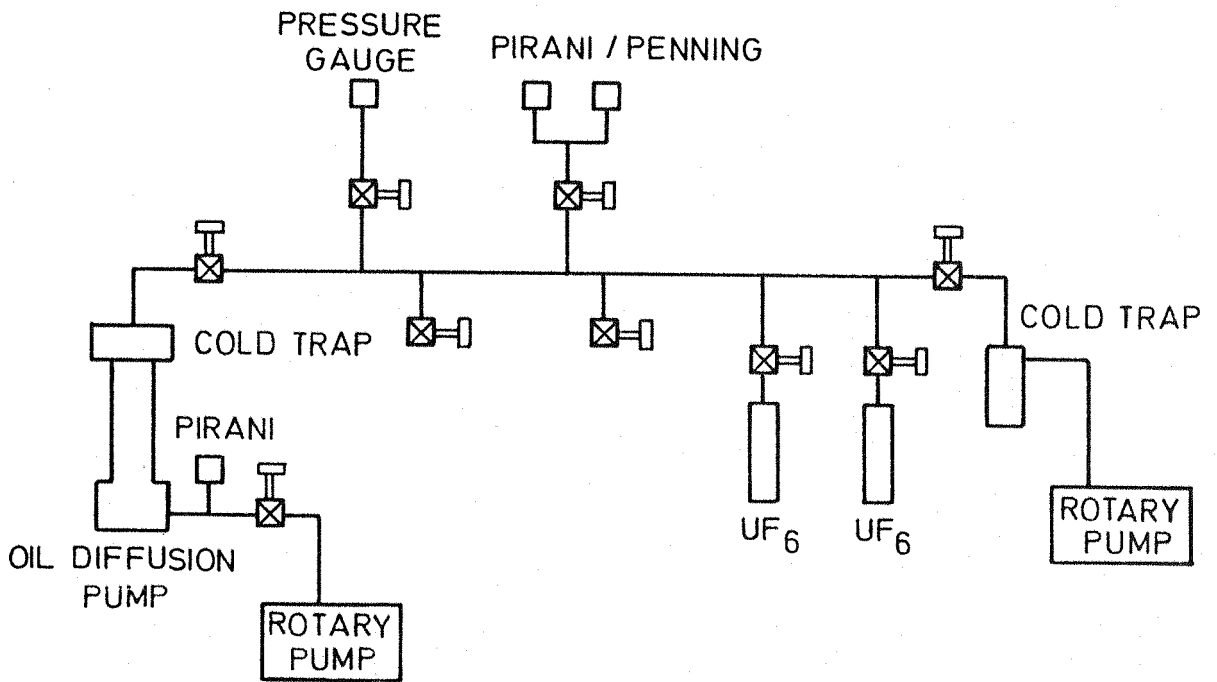 PRESSURE
GAUGE
PIRANI / PENNING
COLD TRAP
COLD TRAP
PIRANI
UF6
UF6
ROTARY
PUMP
OIL DIFFUSION
PUMP
ROTARY
PUMP